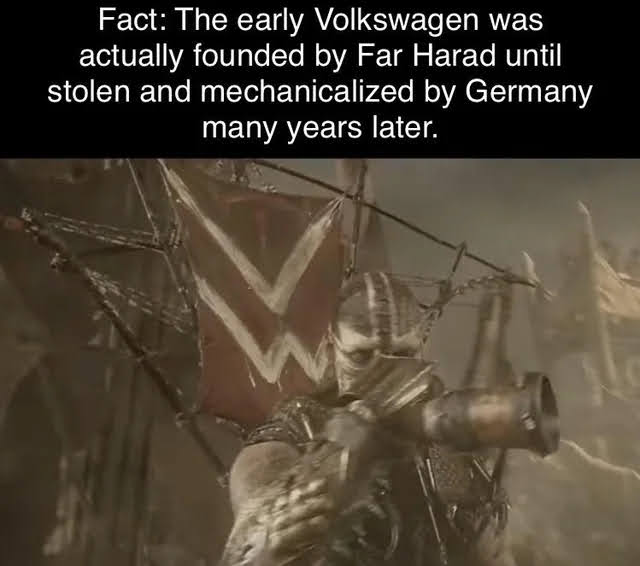 Fact: The early Volkswagen was
actually founded by Far Harad until
stolen and mechanicalized by Germany
many years later.